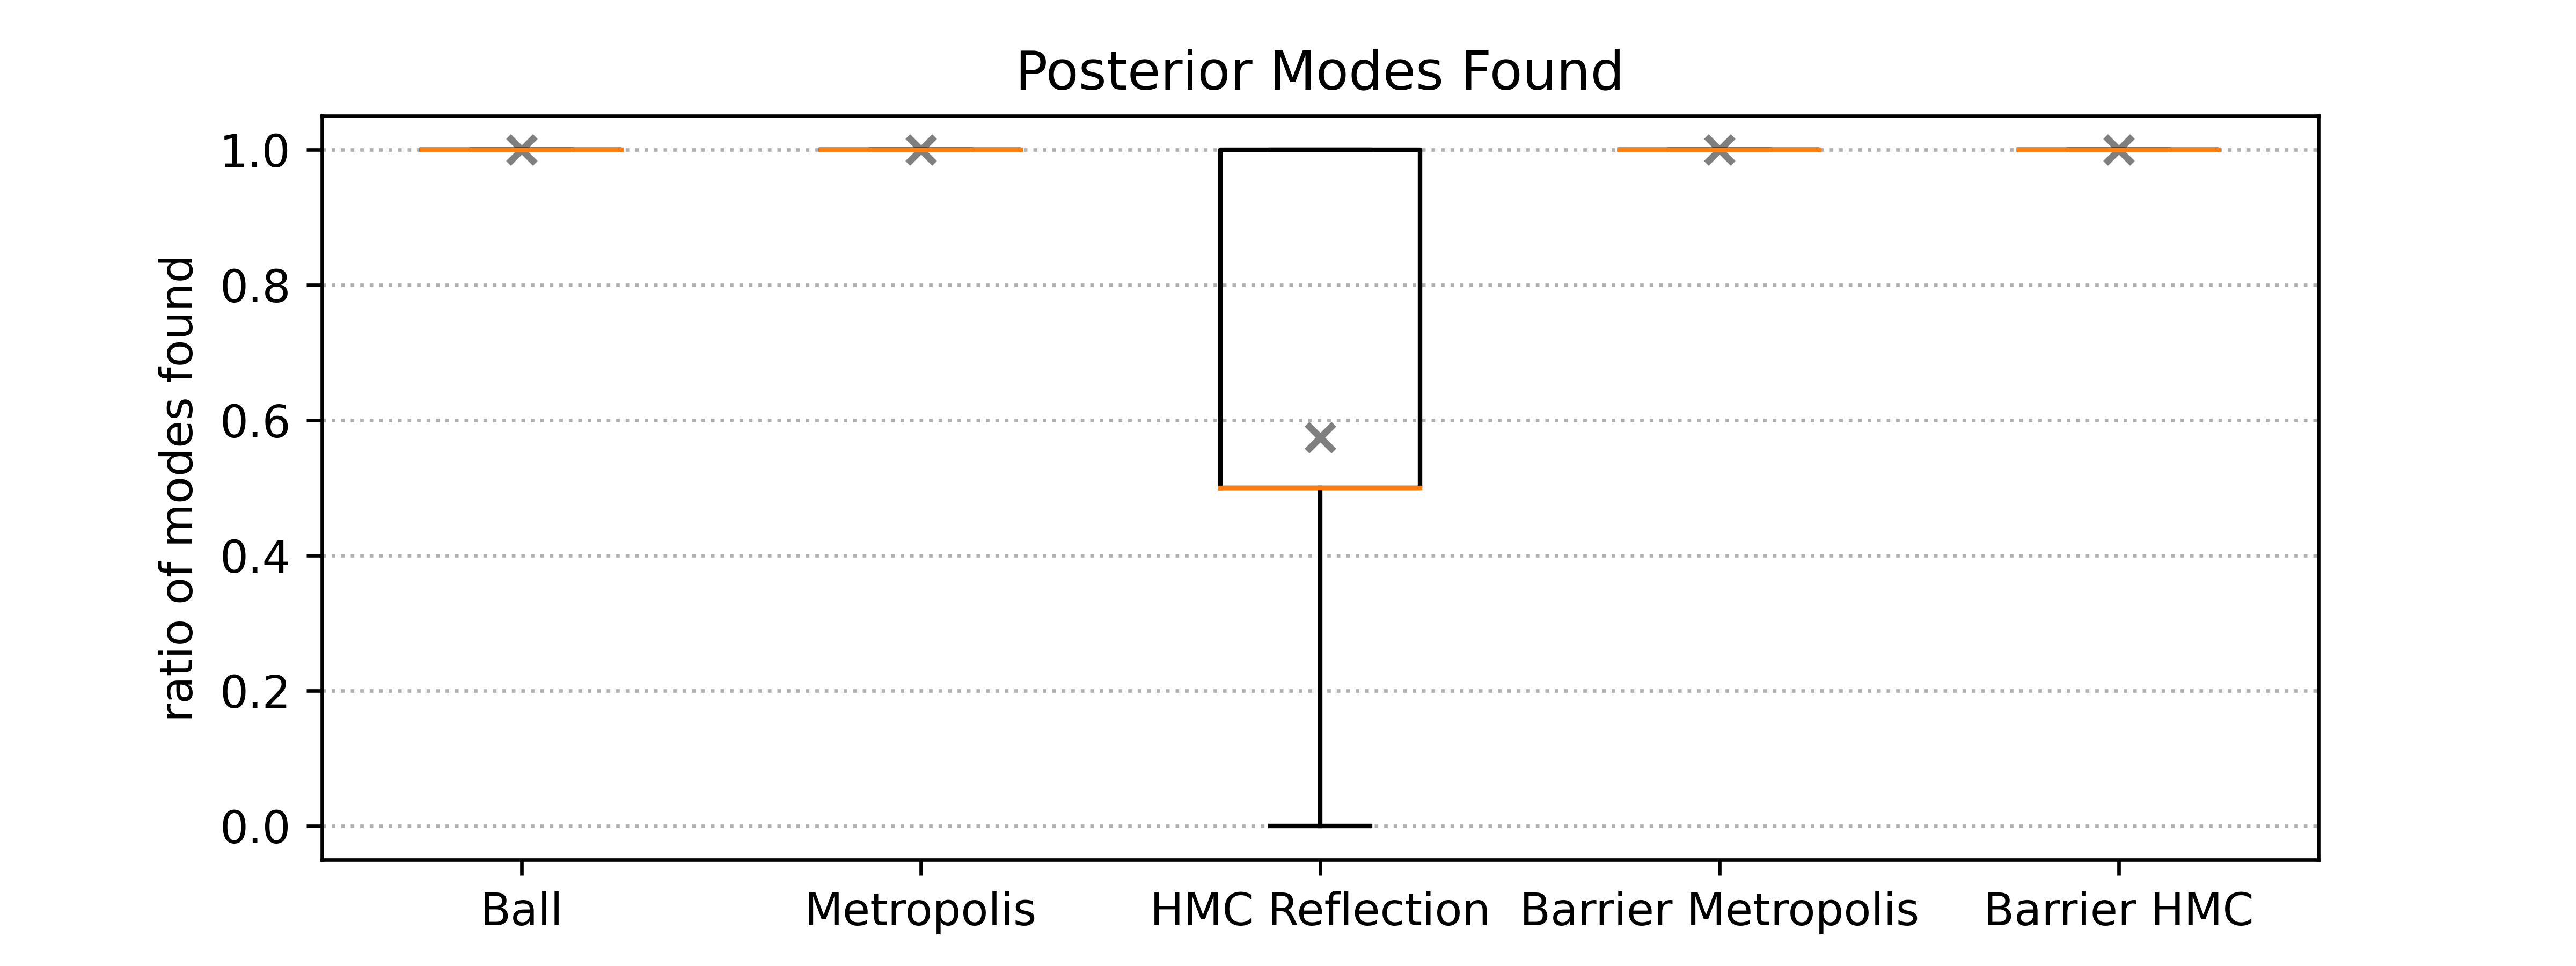 Posterior Modes Found
ratio of modes found
1.0
0.8
0.6
0.4
0.2
0.0
Ball
Metropolis
HMC Reflection
Barrier Metropolis
Barrier HMC